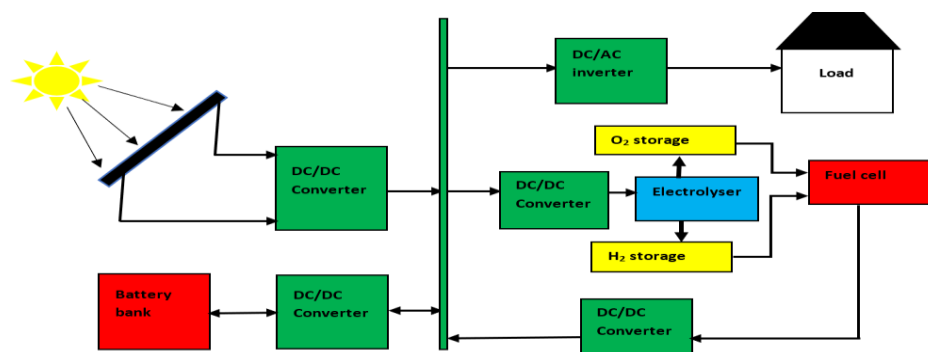 DC/AC
inverter
Load
O₂ storage
DC/DC
Converter
DC/DC
Converter
Electrolyser
Fuel cell
H₂ storage
Battery
bank
DC/DC
Converter
DC/DC
Converter